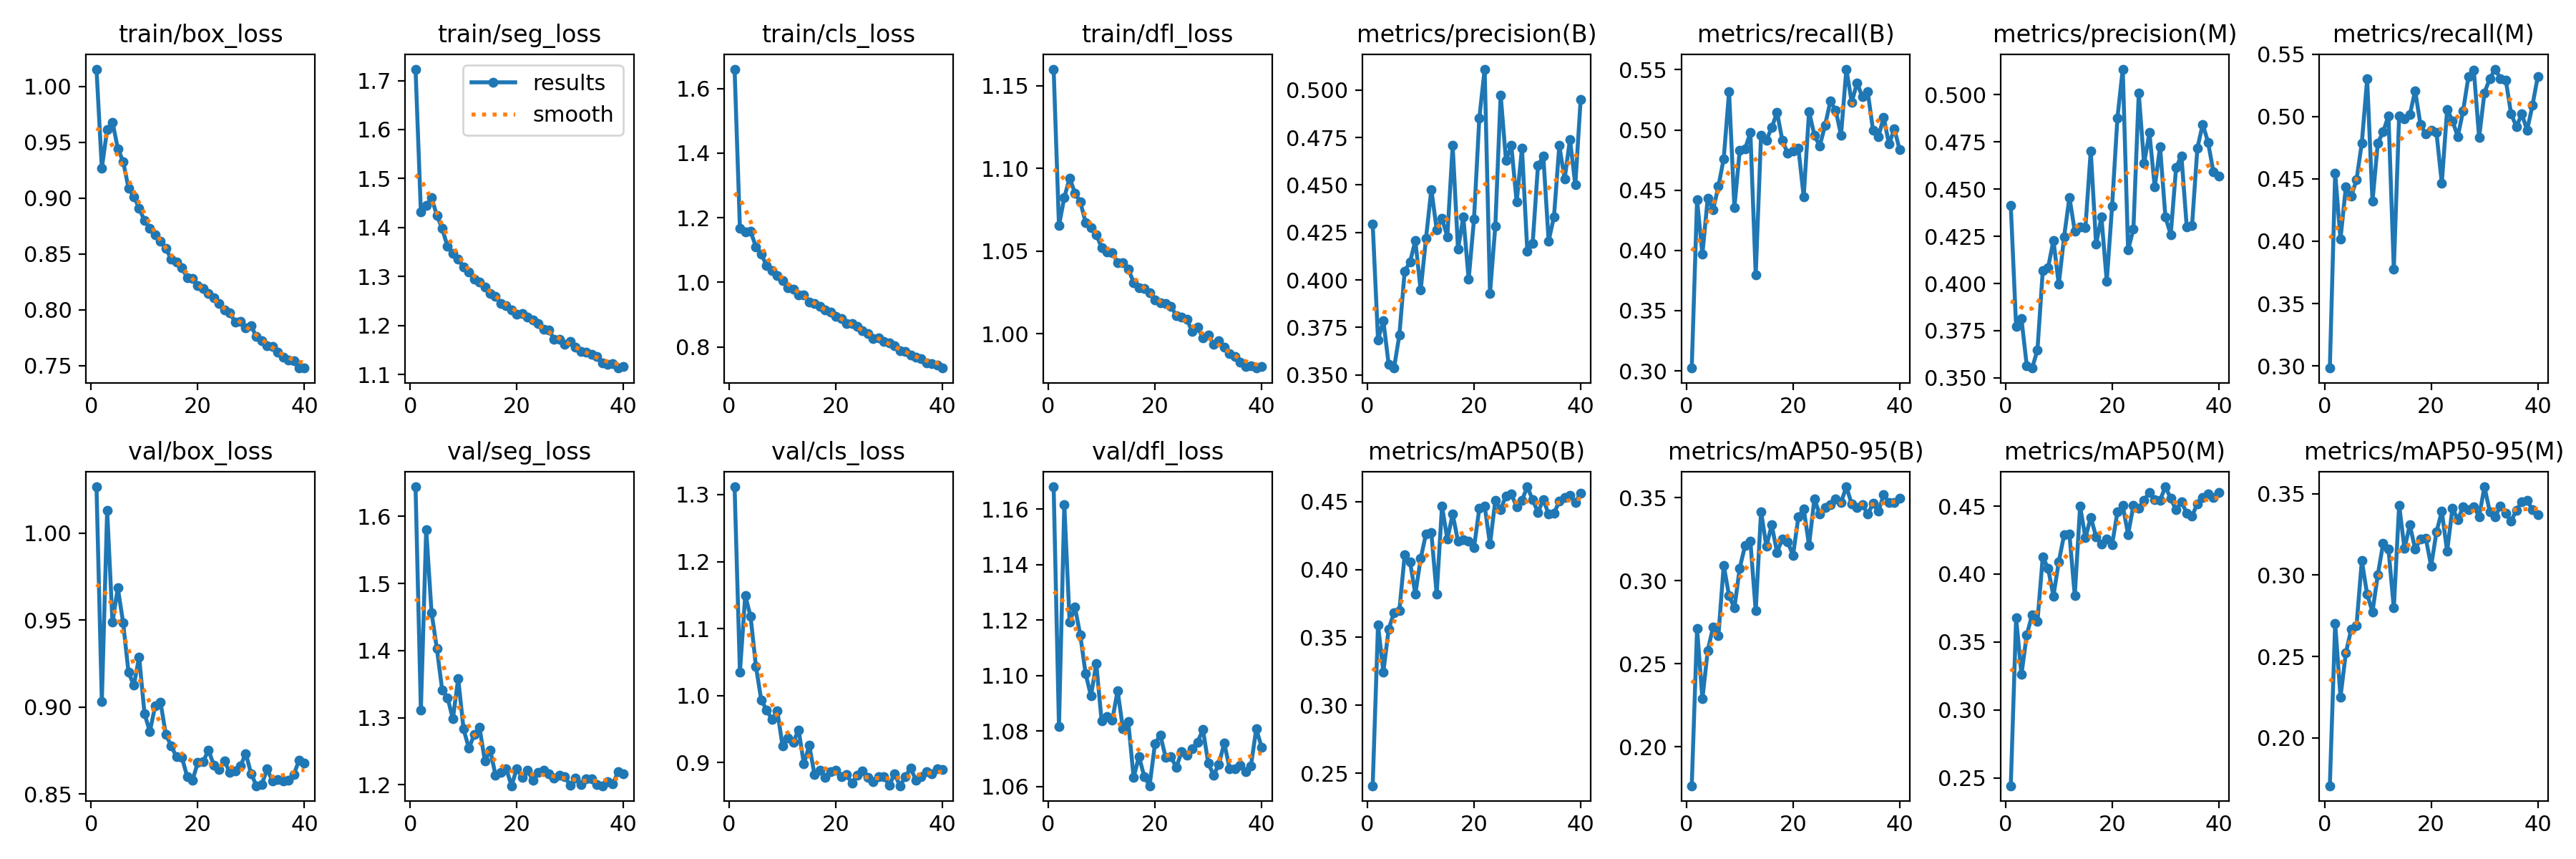 train/box_loss
train/seg_loss
train/cls_loss
train/dfl_loss
metrics/precision(B)
metrics/recall(B)
metrics/precision(M)
metrics/recall(M)
1.00
0.95
0.90
0.85
0.80
0.75
0 20 40
1.7
1.6
1.5
1.4
1.3
1.2
1.1
0 20 40
results
smooth
1.6
1.4
1.2
1.0
0.8
0 20 40
1.15
1.10
1.05
1.00
0 20 40
0.500
0.475
0.450
0.425
0.400
0.375
0.350
0 20 40
0.55
0.50
0.45
0.40
0.35
0.30
0 20 40
0.500
0.475
0.450
0.425
0.400
0.375
0.350
0 20 40
0.55
0.50
0.45
0.40
0.35
0.30
0 20 40
val/box_loss
val/seg_loss
val/cls_loss
val/dfl_loss
metrics/mAP50(B)
metrics/mAP50-95(B)
metrics/mAP50(M)
metrics/mAP50-95(M)
1.00
0.95
0.90
0.85
0 20 40
1.6
1.5
1.4
1.3
1.2
0 20 40
1.3
1.2
1.1
1.0
0.9
0 20 40
1.16
1.14
1.12
1.10
1.08
1.06
0 20 40
0.45
0.40
0.35
0.30
0.25
0 20 40
0.35
0.30
0.25
0.20
0 20 40
0.45
0.40
0.35
0.30
0.25
0 20 40
0.35
0.30
0.25
0.20
0 20 40